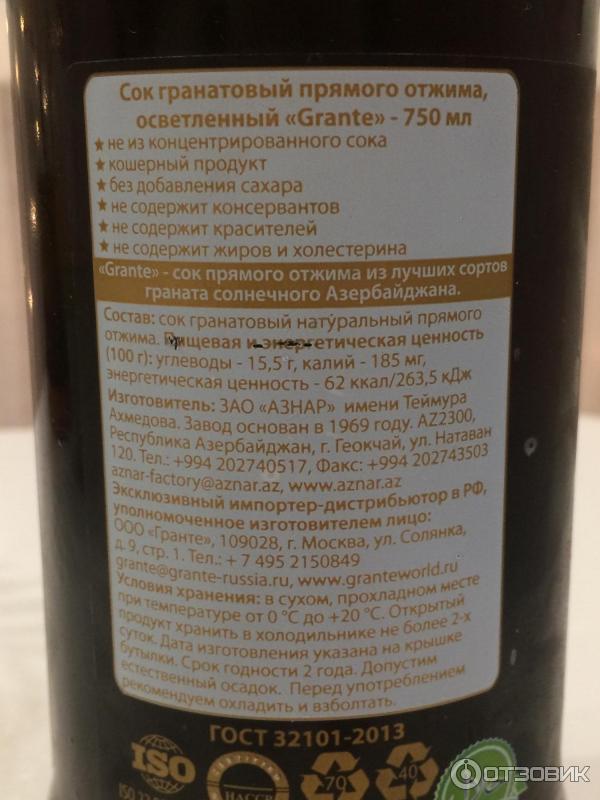 Сок гранатовый прямого отжима,
осветленный «Grante» - 750 мл
★ не из концентрированного сока
★ кошерный продукт
★ без добавления сахара
★ не содержит консервантов
★ не содержит красителей
★ не содержит жиров и холестерина
«Grante» - сок прямого отжима из лучших сортов
граната солнечного Азербайджана.
Состав: сок гранатовый натуральный прямого
отжима. Пищевая и энергетическая ценность
(100 г): углеводы - 15,5 г, калий - 185 мг,
энергетическая ценность - 62 ккал/263,5 кДж
Изготовитель: ЗАО «АЗНАР» имени Теймура
Ахмедова. Завод основан в 1969 году. AZ2300,
Республика Азербайджан, г. Геокчай, ул. Натаван
120. Тел.: +994 202740517, Факс: +994 202743503
aznar-factory@aznar.az, www.aznar.az
Эксклюзивный импортер-дистрибьютор в РФ,
уполномоченное изготовителем лицо:
ООО «Гранте», 109028, г. Москва, ул. Солянка,
д. 9, стр. 1. Тел.: + 7 495 2150849
grante@grante-russia.ru, www.granteworld.ru
Условия хранения: в сухом, прохладном месте
при температуре от 0 °С до +20 °С. Открытый
продукт хранить в холодильнике не более 2-х
суток. Дата изготовления указана на крышке
бутылки. Срок годности 2 года. Допустим
естественный осадок. Перед употреблением
рекомендуем охладить и взболтать.
ГОСТ 32101-2013
ISO
70
40
HACCP
ОТЗОВИК